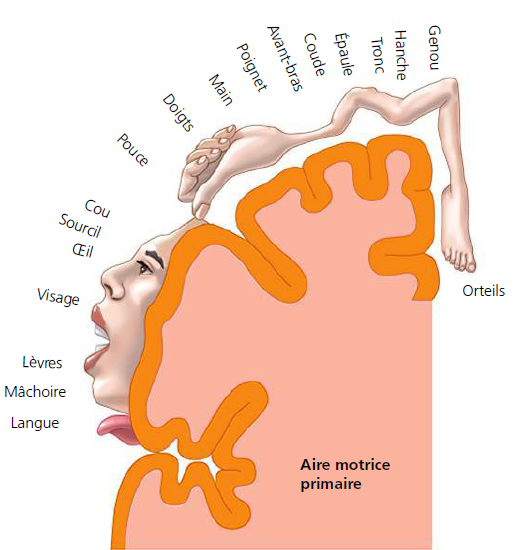 Genou
Hanche
Tronc
Épaule
Coude
Avant-bras
Poignet
Main
Doigts
Pouce
Cou
Sourcil
Œil
Visage
Lèvres
Mâchoire
Langue
Orteils
Aire motrice
primaire